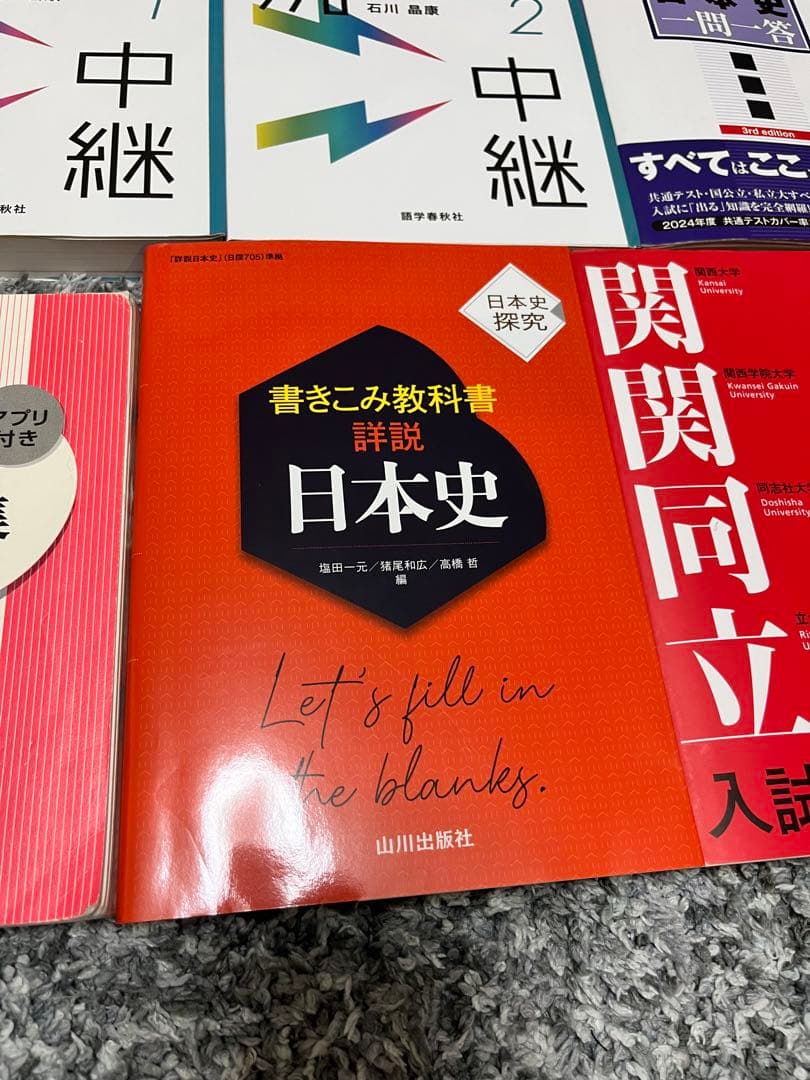 1
中継
秋社
石川 晶康
2
中継
語学春秋社
一問一答
3rd edition
すべてはここ
共通テスト・国公立・私立大すべ
入試に「出る」知識を完全網羅!
2024年度 共通テストカバー率
アプリ
付き
「詳説日本史」(日探705)準拠
日本史
探究
書きこみ教科書
詳説
日本史
塩田一元/猪尾和広/高橋 哲
編
Let's fill in
the blanks.
山川出版社
関関同立
関西大学
Kansai
University
関西学院大学
Kwansei Gakuin
University
同志社大
Doshisha
University
立
Ri
U
入試